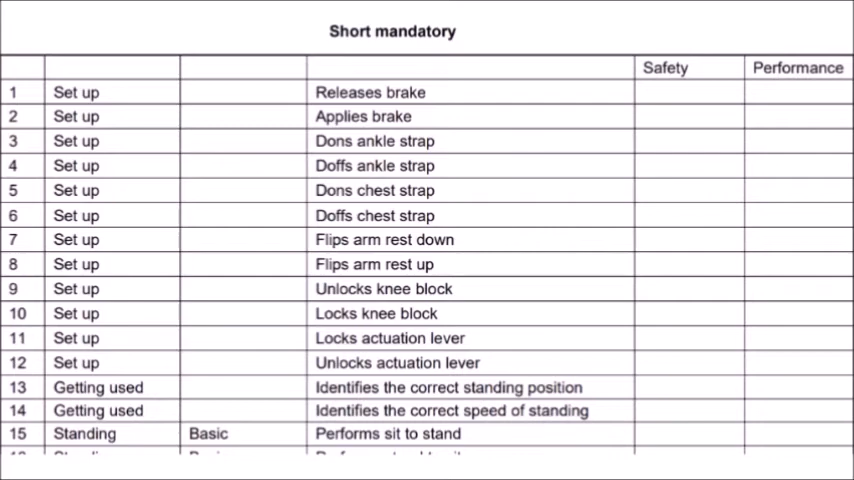 Short mandatory
Safety Performance
1 Set up Releases brake
2 Set up Applies brake
3 Set up Dons ankle strap
4 Set up Doffs ankle strap
5 Set up Dons chest strap
6 Set up Doffs chest strap
7 Set up Flips arm rest down
8 Set up Flips arm rest up
9 Set up Unlocks knee block
10 Set up Locks knee block
11 Set up Locks actuation lever
12 Set up Unlocks actuation lever
13 Getting used Identifies the correct standing position
14 Getting used Identifies the correct speed of standing
15 Standing Basic Performs sit to stand